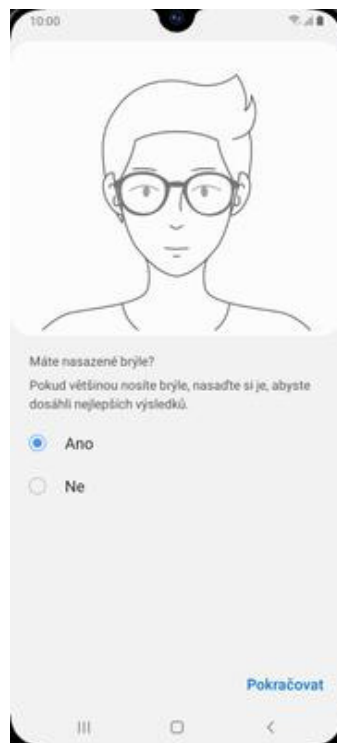 10:00
Máte nasazené brýle?
Pokud většinou nosíte brýle, nasaďte si je, abyste
dosáhli nejlepších výsledků.
Ano
Ne
Pokračovat